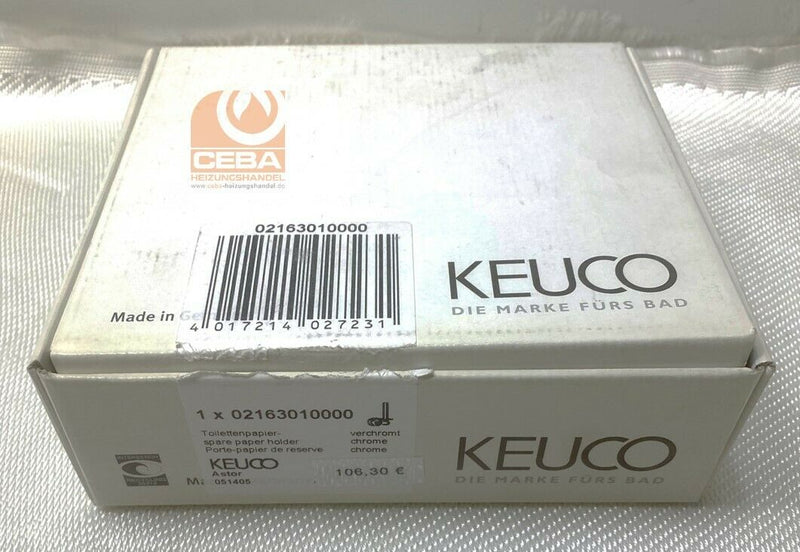 CEBA
HEIZUNGSHANDEL
www.ceba-heizungshandel.de
02163010000
4 017214 027231
Made in
KEUCO
DIE MARKE FÜRS BAD
1 x 02163010000
Toilettenpapier- verchromt
spare paper holder chrome
Porte-papier de reserve chrome
KEUCO
Astor
051405
106,30 €
KEUCO
DIE MARKE FÜRS BAD